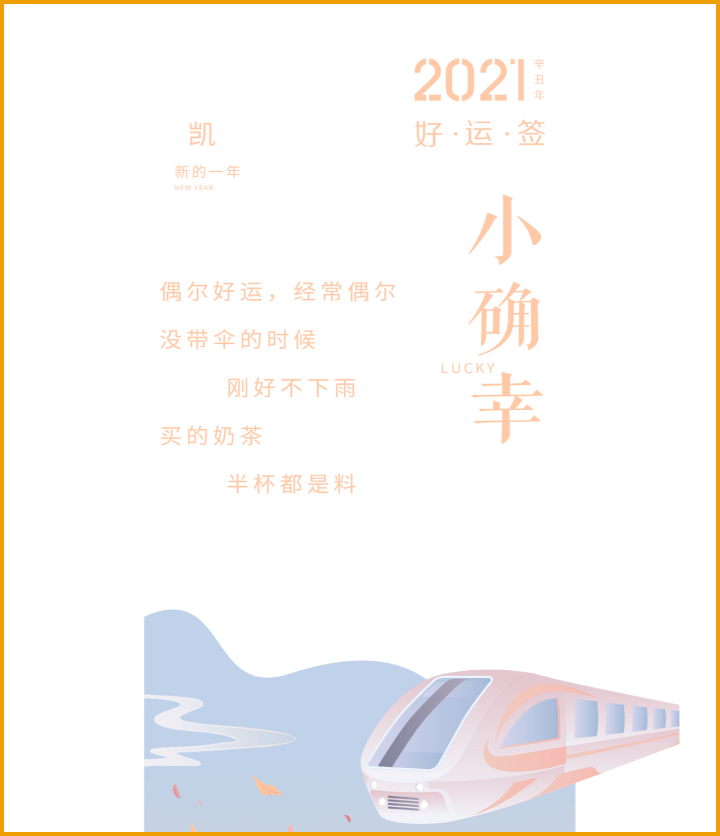 2021
辛丑年
好·运·签
凯
新的一年
NEW YEAR
小确幸
LUCKY
偶尔好运，经常偶尔
没带伞的时候
刚好不下雨
买的奶茶
半杯都是料